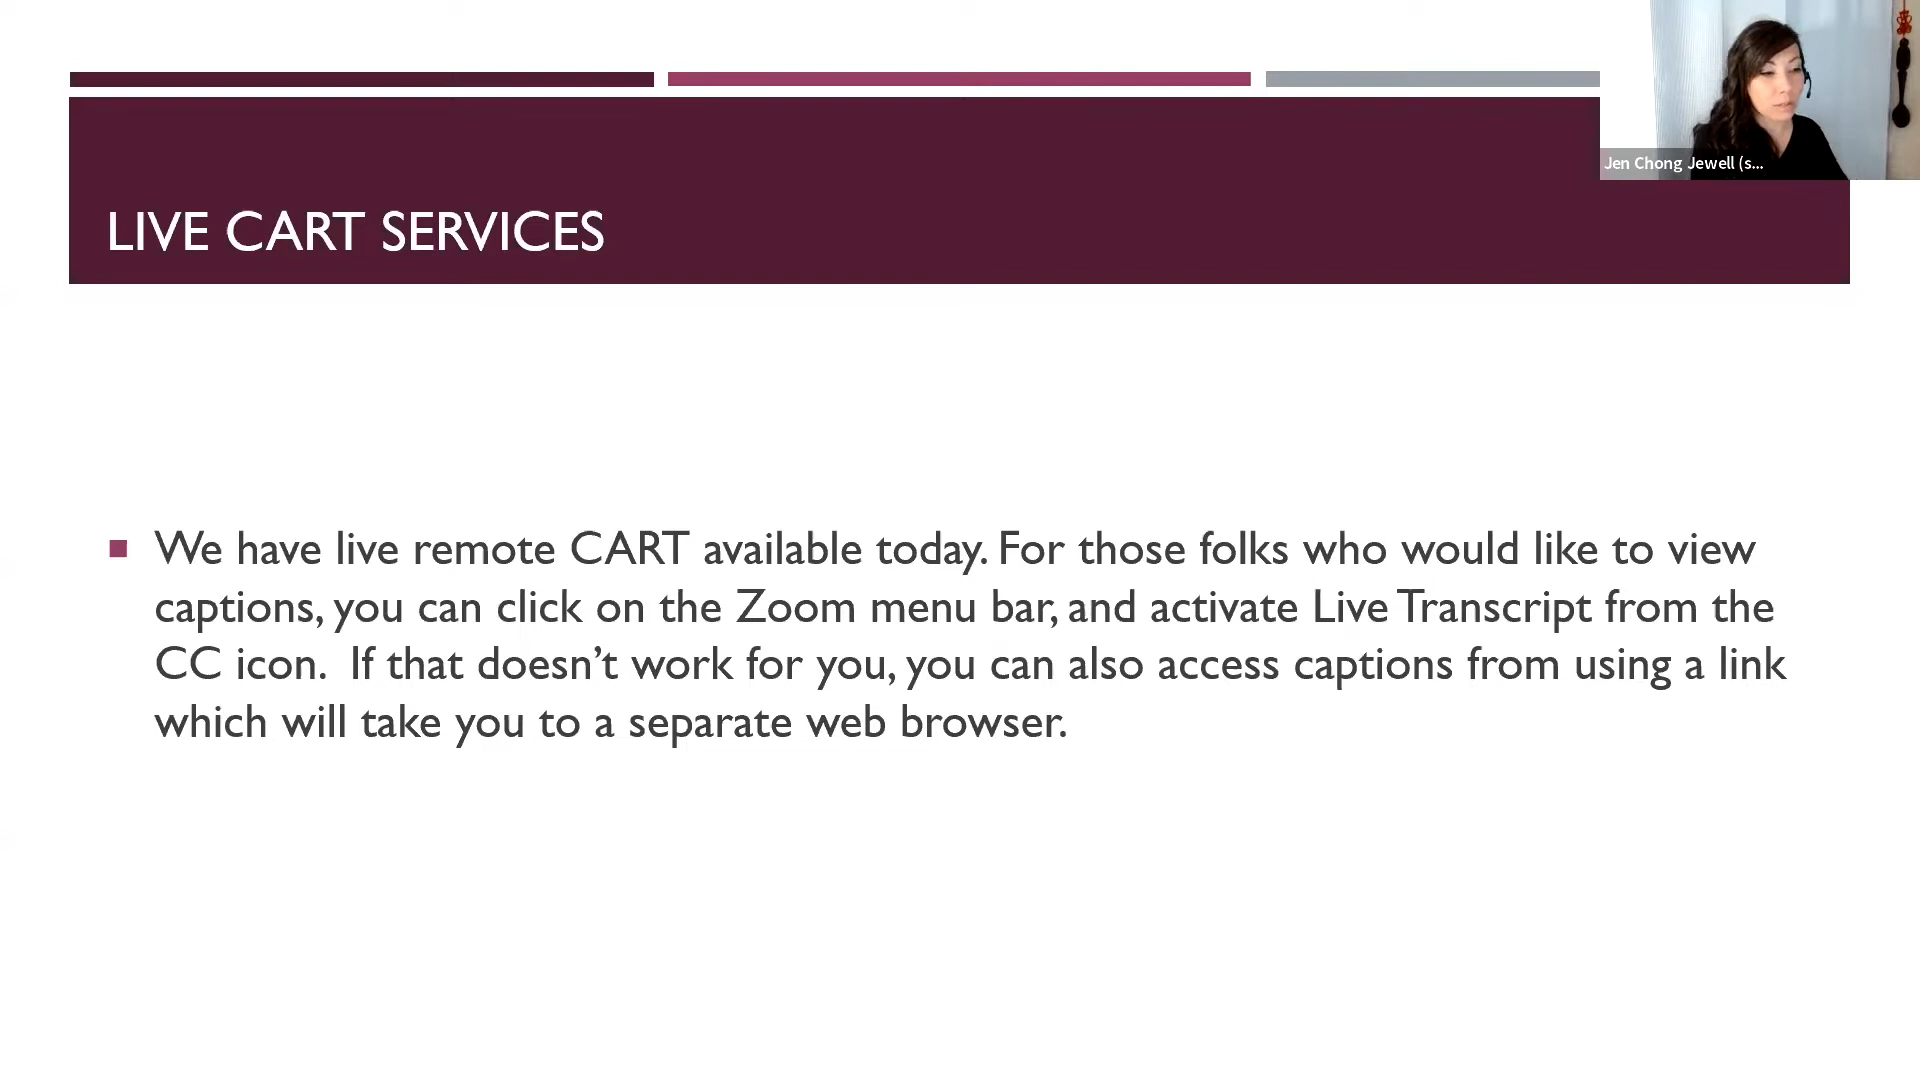 Jen Chong Jewell (s...
LIVE CART SERVICES
We have live remote CART available today. For those folks who would like to view
captions, you can click on the Zoom menu bar, and activate Live Transcript from the
CC icon.  If that doesn’t work for you, you can also access captions from using a link
which will take you to a separate web browser.